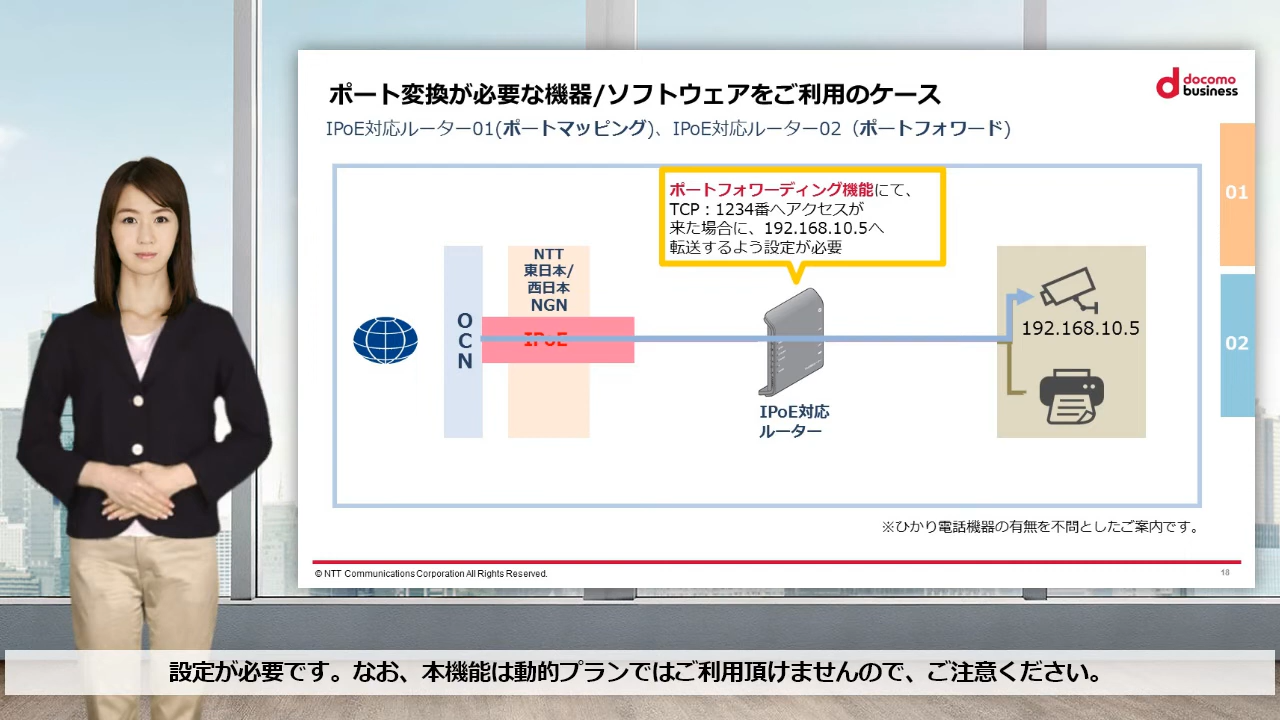 ポート変換が必要な機器/ソフトウェアをご利用のケース
docomo
business
IPoE対応ルーター01(ポートマッピング)、IPoE対応ルーター02（ポートフォワード)
01
02
ポートフォワーディング機能にて、
TCP：1234番へアクセスが
来た場合に、192.168.10.5へ
転送するよう設定が必要
NTT
東日本/
西日本
NGN
OCN
IPoE
192.168.10.5
IPoE対応
ルーター
※ひかり電話機器の有無を不問としたご案内です。
© NTT Communications Corporation All Rights Reserved.
18
設定が必要です。なお、本機能は動的プランではご利用頂けませんので、ご注意ください。